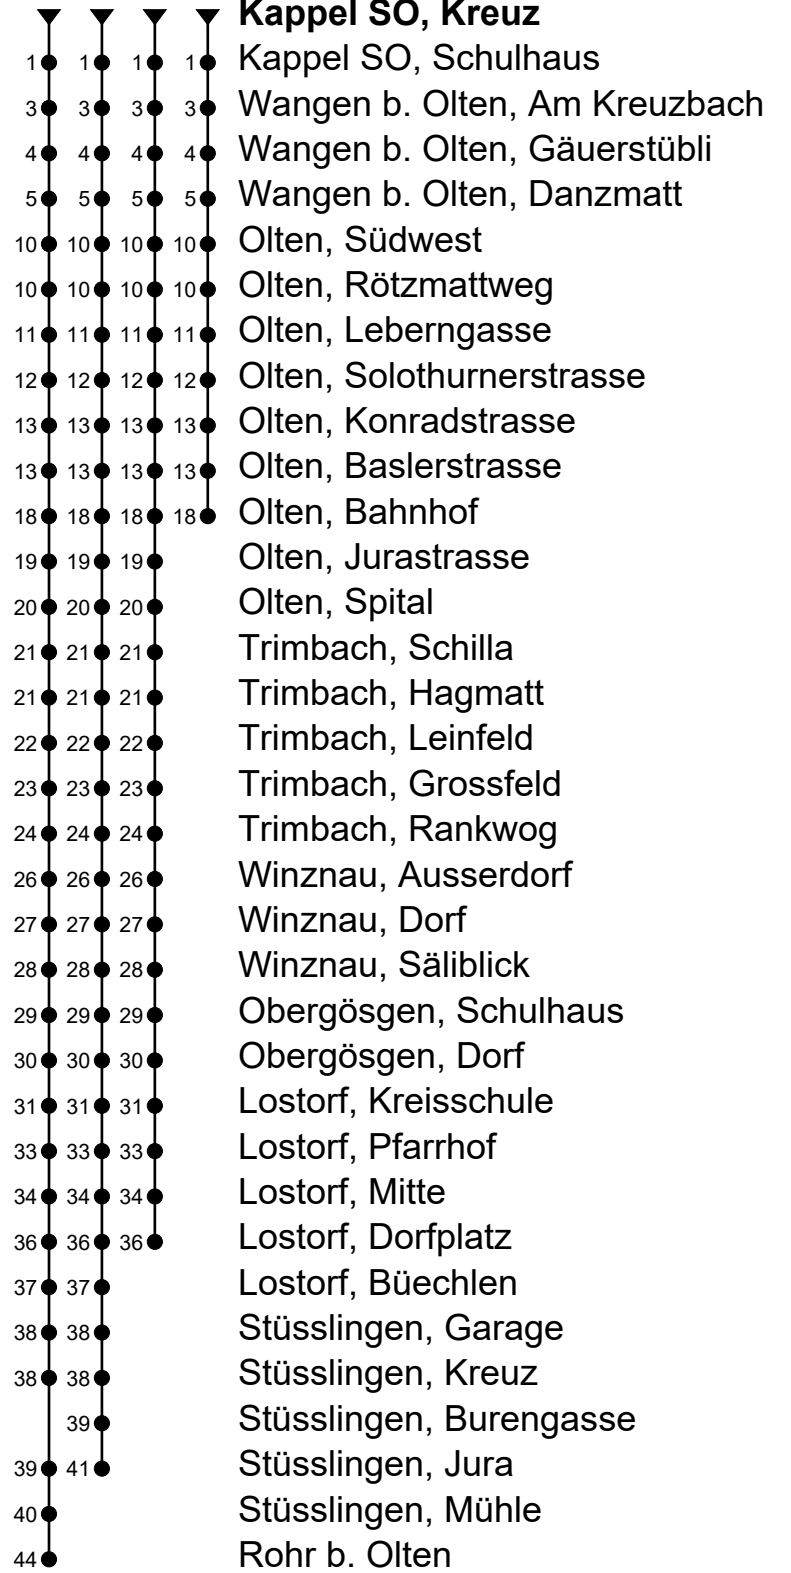 Kappel SO, Kreuz
1 1 1 1 Kappel SO, Schulhaus
3 3 3 3 Wangen b. Olten, Am Kreuzbach
4 4 4 4 Wangen b. Olten, Gäuerstübli
5 5 5 5 Wangen b. Olten, Danzmatt
10 10 10 10 Olten, Südwest
10 10 10 10 Olten, Rötzmattweg
11 11 11 11 Olten, Leberngasse
12 12 12 12 Olten, Solothurnerstrasse
13 13 13 13 Olten, Konradstrasse
13 13 13 13 Olten, Baslerstrasse
18 18 18 18 Olten, Bahnhof
19 19 19 Olten, Jurastrasse
20 20 20 Olten, Spital
21 21 21 Trimbach, Schilla
21 21 21 Trimbach, Hagmatt
22 22 22 Trimbach, Leinfeld
23 23 23 Trimbach, Grossfeld
24 24 24 Trimbach, Rankwog
26 26 26 Winznau, Ausserdorf
27 27 27 Winznau, Dorf
28 28 28 Winznau, Säliblick
29 29 29 Obergösgen, Schulhaus
30 30 30 Obergösgen, Dorf
31 31 31 Lostorf, Kreisschule
33 33 33 Lostorf, Pfarrhof
34 34 34 Lostorf, Mitte
36 36 36 Lostorf, Dorfplatz
37 37 Lostorf, Büechlen
38 38 Stüsslingen, Garage
38 38 Stüsslingen, Kreuz
39 Stüsslingen, Burengasse
39 41 Stüsslingen, Jura
40 Stüsslingen, Mühle
44 Rohr b. Olten